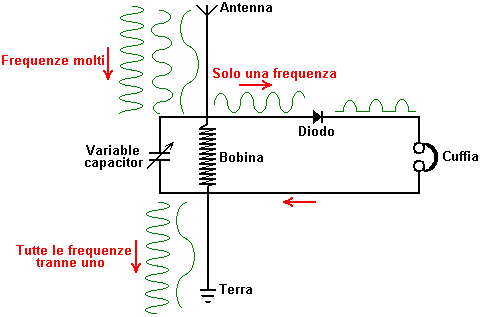 Antenna
Frequenze molti
Solo una frequenza
Diodo
Variable
capacitor
Bobina
Cuffia
Tutte le frequenze
tranne uno
Terra